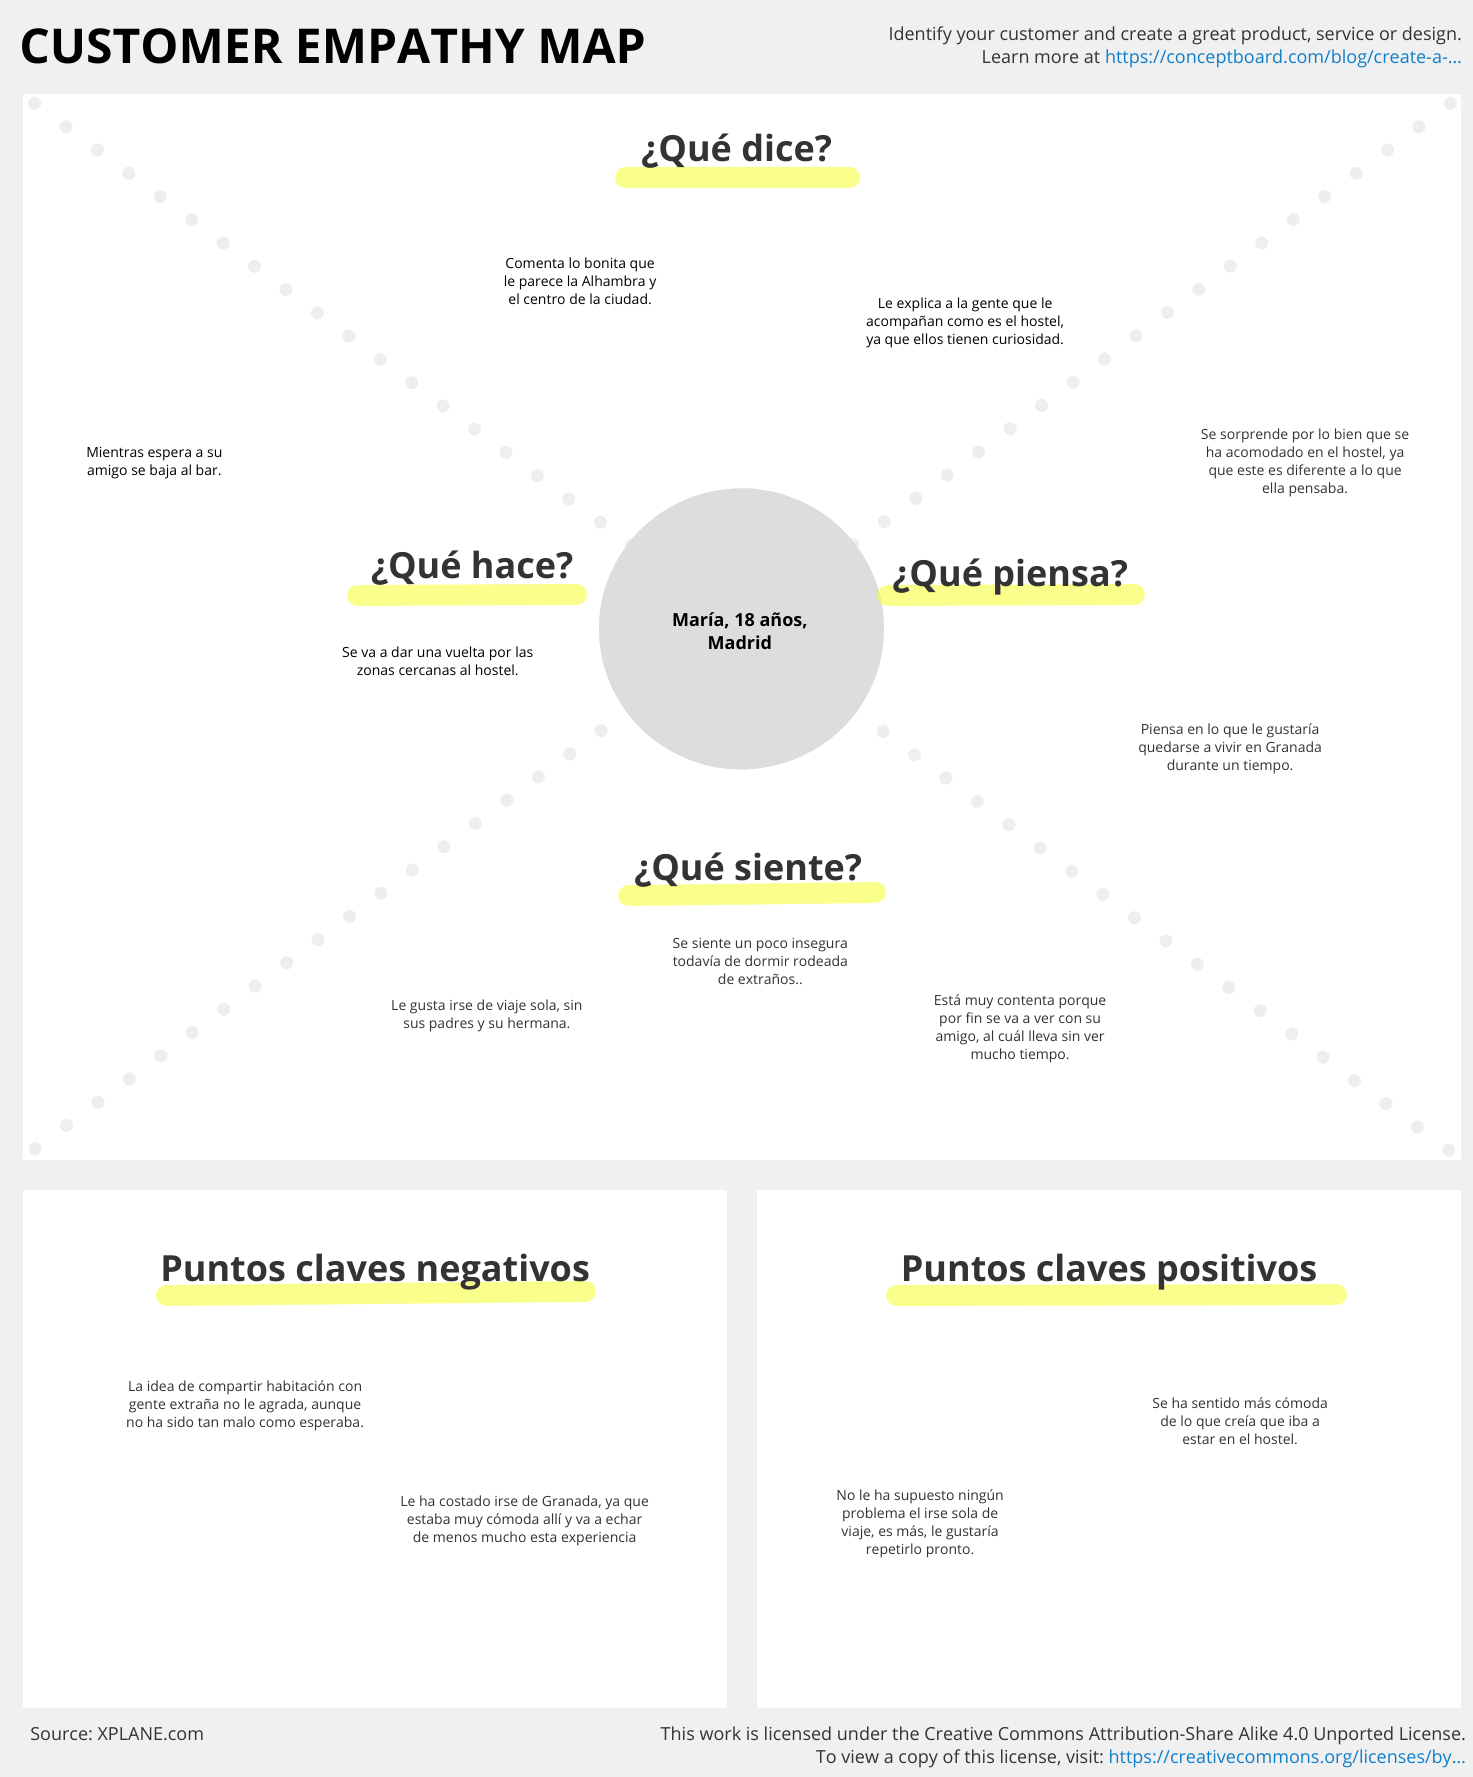 CUSTOMER EMPATHY MAP
Identify your customer and create a great product, service or design.
Learn more at https://conceptboard.com/blog/create-a-...
¿Qué dice?
Comenta lo bonita que
le parece la Alhambra y
el centro de la ciudad.
Le explica a la gente que le
acompañan como es el hostel,
ya que ellos tienen curiosidad.
Mientras espera a su
amigo se baja al bar.
¿Qué hace?
Se va a dar una vuelta por las
zonas cercanas al hostel.
María, 18 años,
Madrid
Se sorprende por lo bien que se
ha acomodado en el hostel, ya
que este es diferente a lo que
ella pensaba.
¿Qué piensa?
Piensa en lo que le gustaría
quedarse a vivir en Granada
durante un tiempo.
¿Qué siente?
Se siente un poco insegura
todavía de dormir rodeada
de extraños..
Le gusta irse de viaje sola, sin
sus padres y su hermana.
Está muy contenta porque
por fin se va a ver con su
amigo, al cuál lleva sin ver
mucho tiempo.
Puntos claves negativos
La idea de compartir habitación con
gente extraña no le agrada, aunque
no ha sido tan malo como esperaba.
Le ha costado irse de Granada, ya que
estaba muy cómoda allí y va a echar
de menos mucho esta experiencia
Puntos claves positivos
Se ha sentido más cómoda
de lo que creía que iba a
estar en el hostel.
No le ha supuesto ningún
problema el irse sola de
viaje, es más, le gustaría
repetirlo pronto.
Source: XPLANE.com
This work is licensed under the Creative Commons Attribution-Share Alike 4.0 Unported License.
To view a copy of this license, visit: https://creativecommons.org/licenses/by...